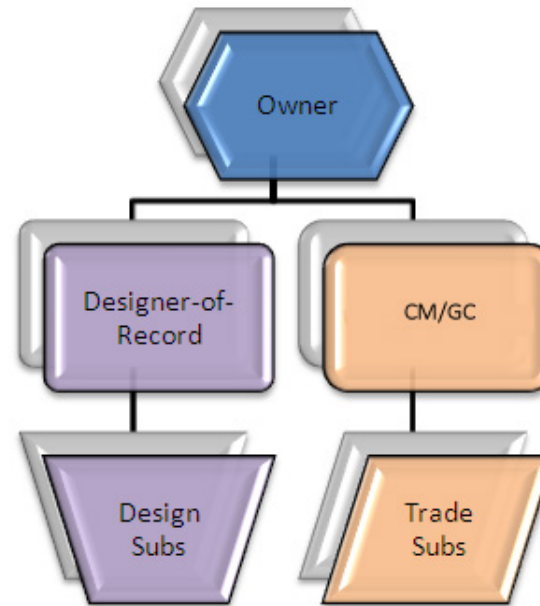 Owner
Designer-of-
Record
CM/GC
Design
Subs
Trade
Subs